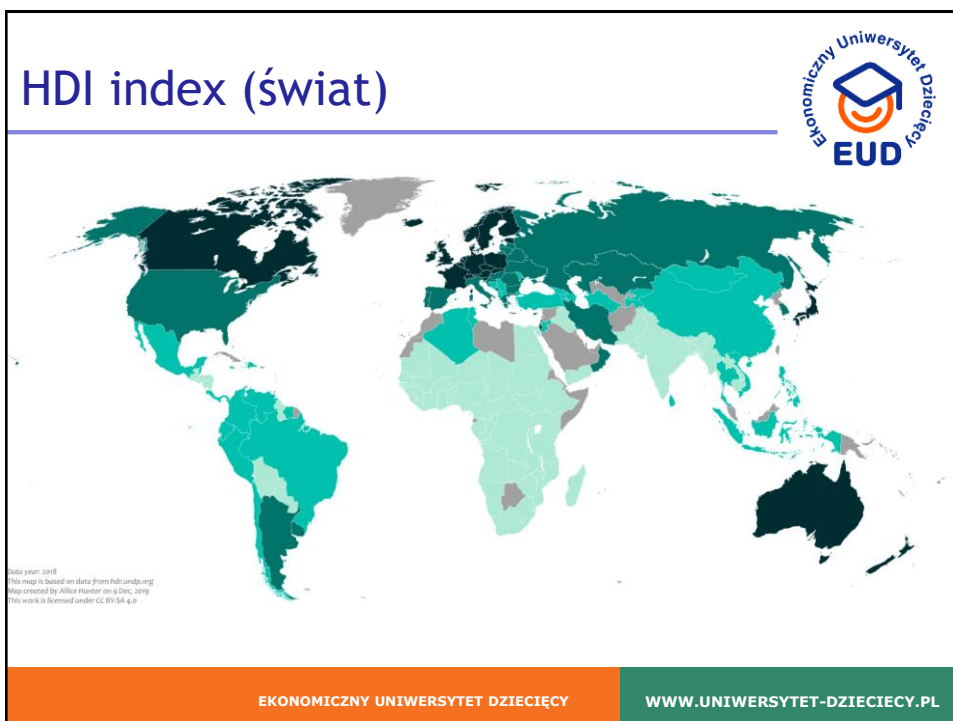 HDI index (świat)
Ekonomiczny Uniwersytet Dziecięcy
EUD
Data year: 2018
This map is based on data from hdr.undp.org
Map created by Allice Hunter on 9 Dec, 2019
This work is licensed under CC BY-SA 4.0
EKONOMICZNY UNIWERSYTET DZIECIĘCY
WWW.UNIWERSYTET-DZIECIECY.PL